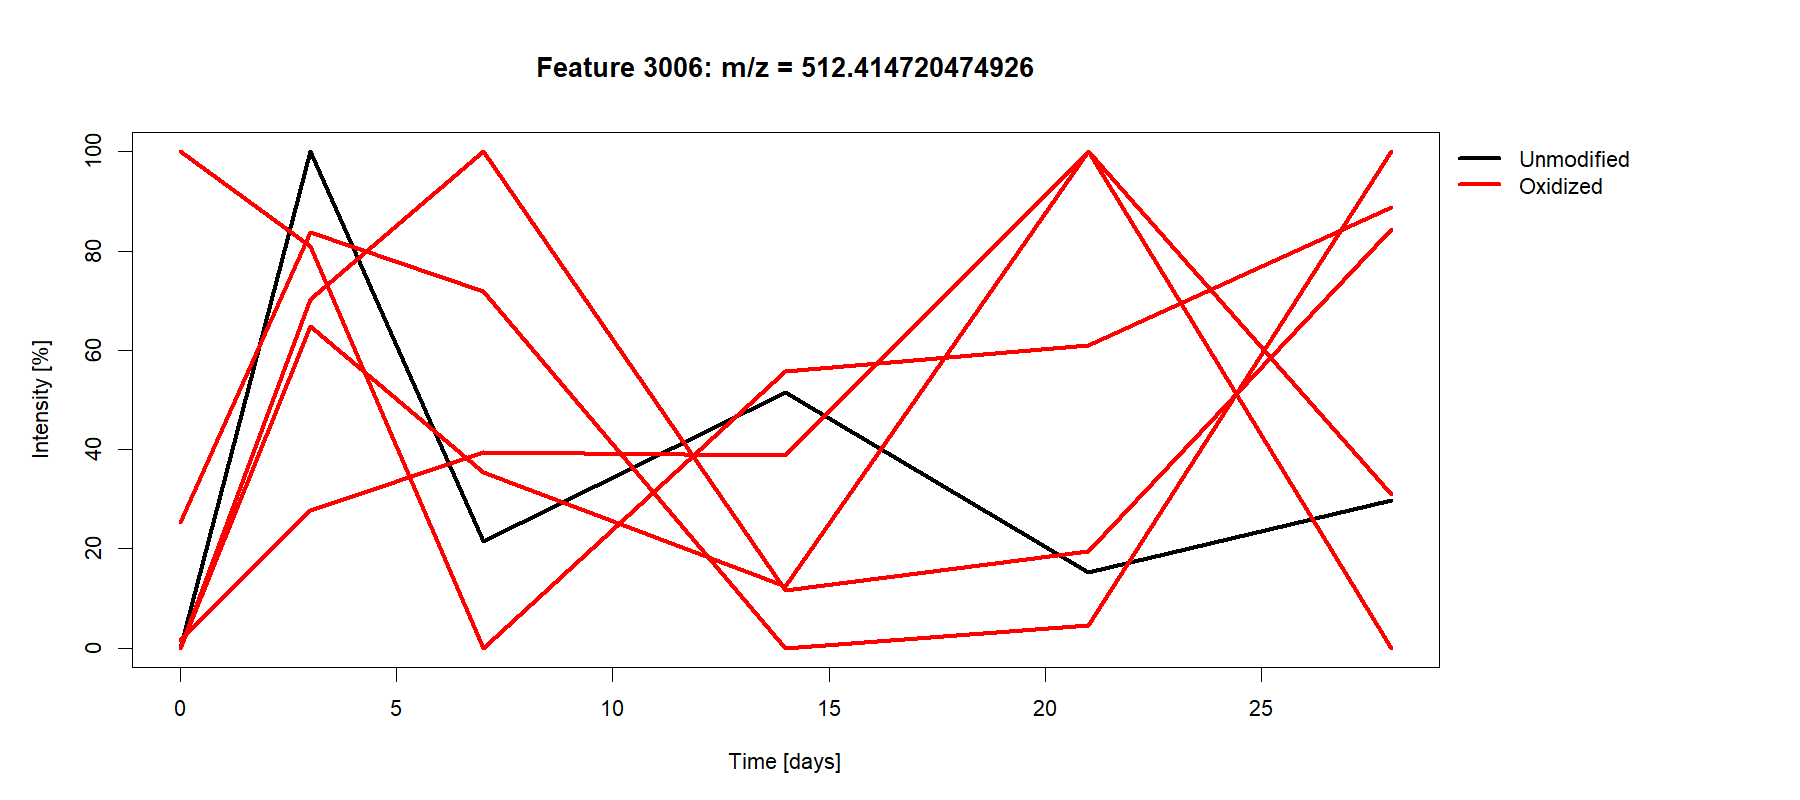 Feature 3006: m/z = 512.414720474926
Unmodified
Oxidized
Intensity [%]
100
80
60
40
20
0
0 5 10 15 20 25
Time [days]